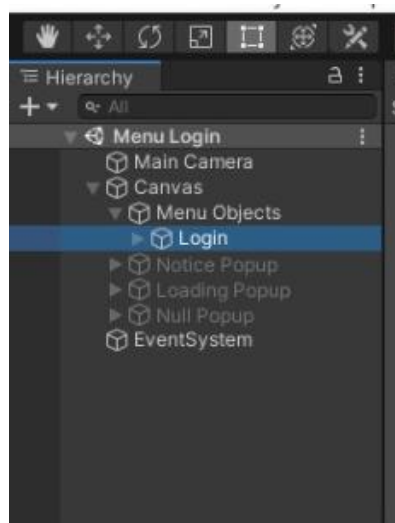 Hierarchy
All
Menu Login
Main Camera
Canvas
Menu Objects
Login
Notice Popup
Loading Popup
Null Popup
EventSystem